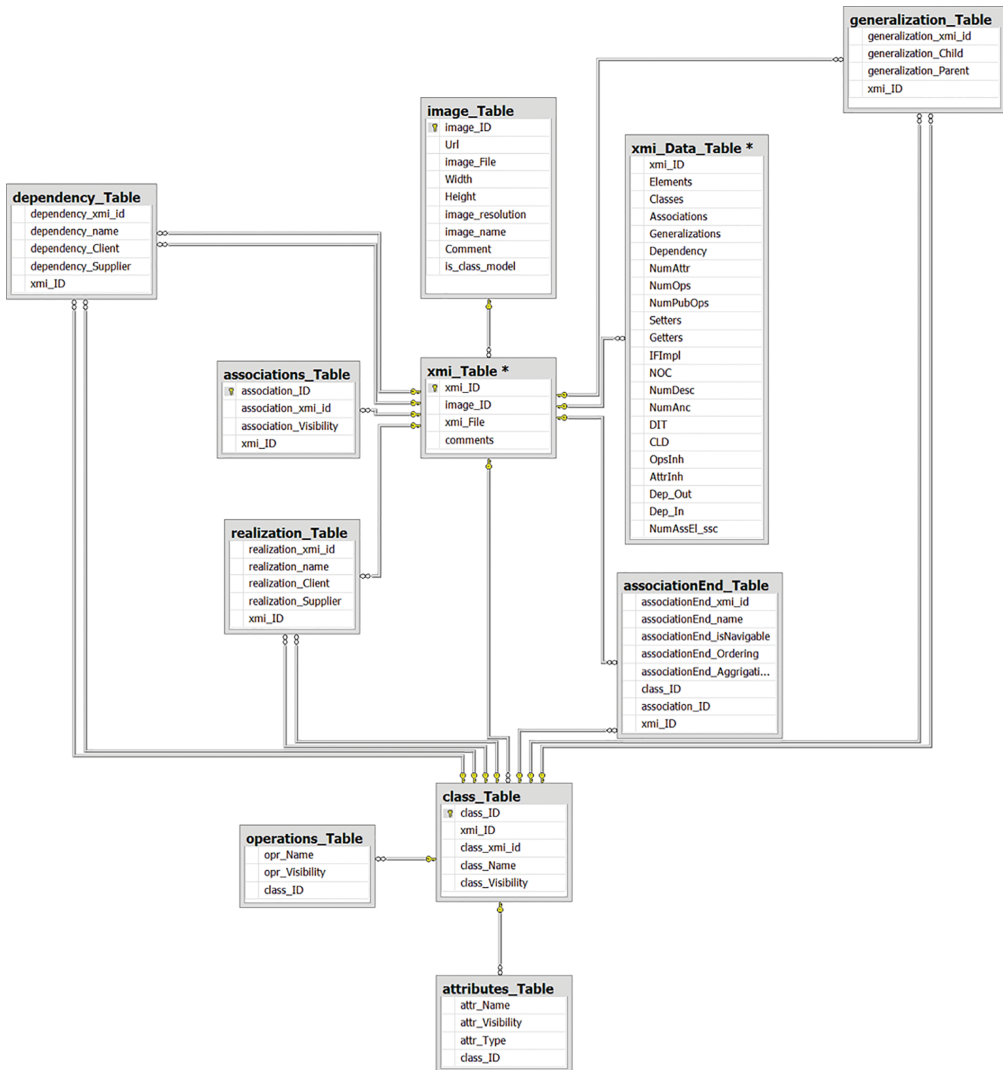 generalization_Table
generalization_xmi_id
generalization_Child
generalization_Parent
xmi_ID
image_Table
image_ID
Url
image_File
Width
Height
image_resolution
image_name
Comment
is_class_model
xmi_Data_Table *
xmi_ID
Elements
Classes
Associations
Generalizations
Dependency
NumAttr
NumOps
NumPubOps
Setters
Getters
IFImpl
NOC
NumDesc
NumAnc
DIT
CLD
OpsInh
AttrInh
Dep_Out
Dep_In
NumAssEl_ssc
dependency_Table
dependency_xmi_id
dependency_name
dependency_Client
dependency_Supplier
xmi_ID
associations_Table
association_ID
association_xmi_id
association_Visibility
xmi_ID
xmi_Table *
xmi_ID
image_ID
xmi_File
comments
realization_Table
realization_xmi_id
realization_name
realization_Client
realization_Supplier
xmi_ID
associationEnd_Table
associationEnd_xmi_id
associationEnd_name
associationEnd_isNavigable
associationEnd_Ordering
associationEnd_Aggrigati...
class_ID
association_ID
xmi_ID
class_Table
class_ID
xmi_ID
class_xmi_id
class_Name
class_Visibility
operations_Table
opr_Name
opr_Visibility
class_ID
attributes_Table
attr_Name
attr_Visibility
attr_Type
class_ID